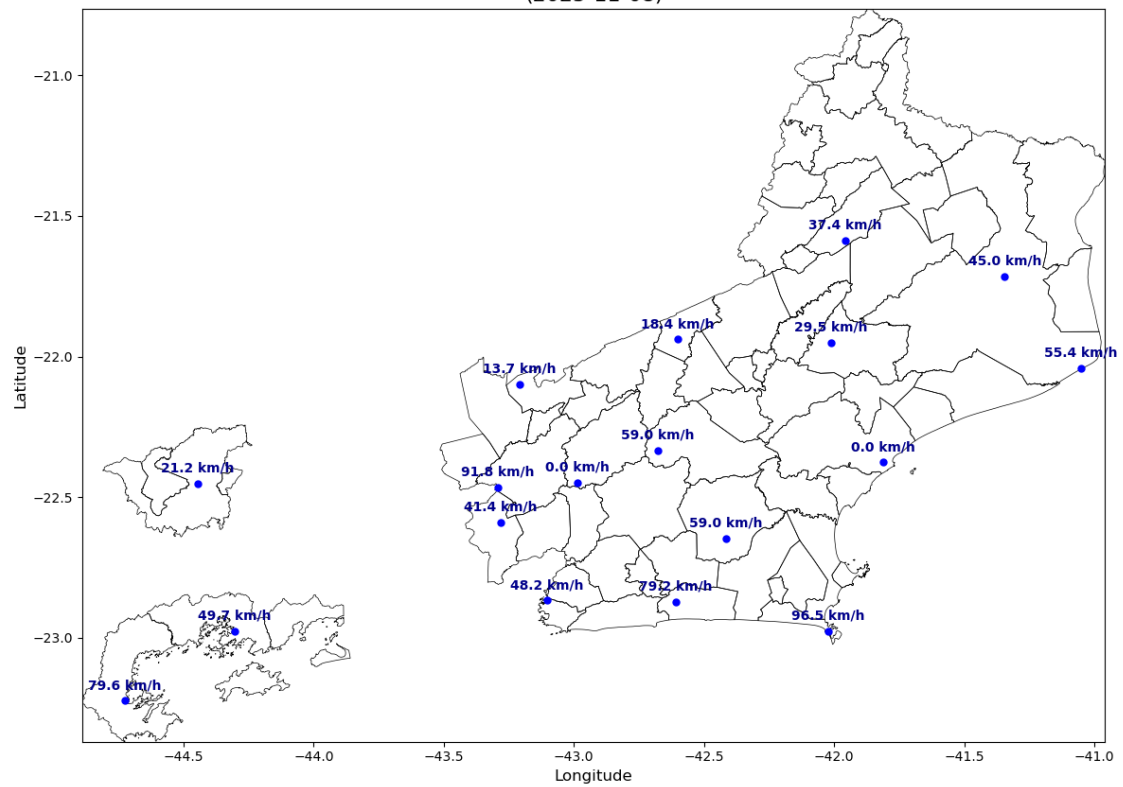 −21.0
−21.5
−22.0
−22.5
−23.0
Latitude
37.4 km/h
45.0 km/h
18.4 km/h
29.5 km/h
55.4 km/h
13.7 km/h
59.0 km/h
0.0 km/h
21.2 km/h
91.8 km/h
0.0 km/h
41.4 km/h
59.0 km/h
48.2 km/h
79.2 km/h
96.5 km/h
49.7 km/h
79.6 km/h
−44.5
−44.0
−43.5
−43.0
−42.5
−42.0
−41.5
−41.0
Longitude